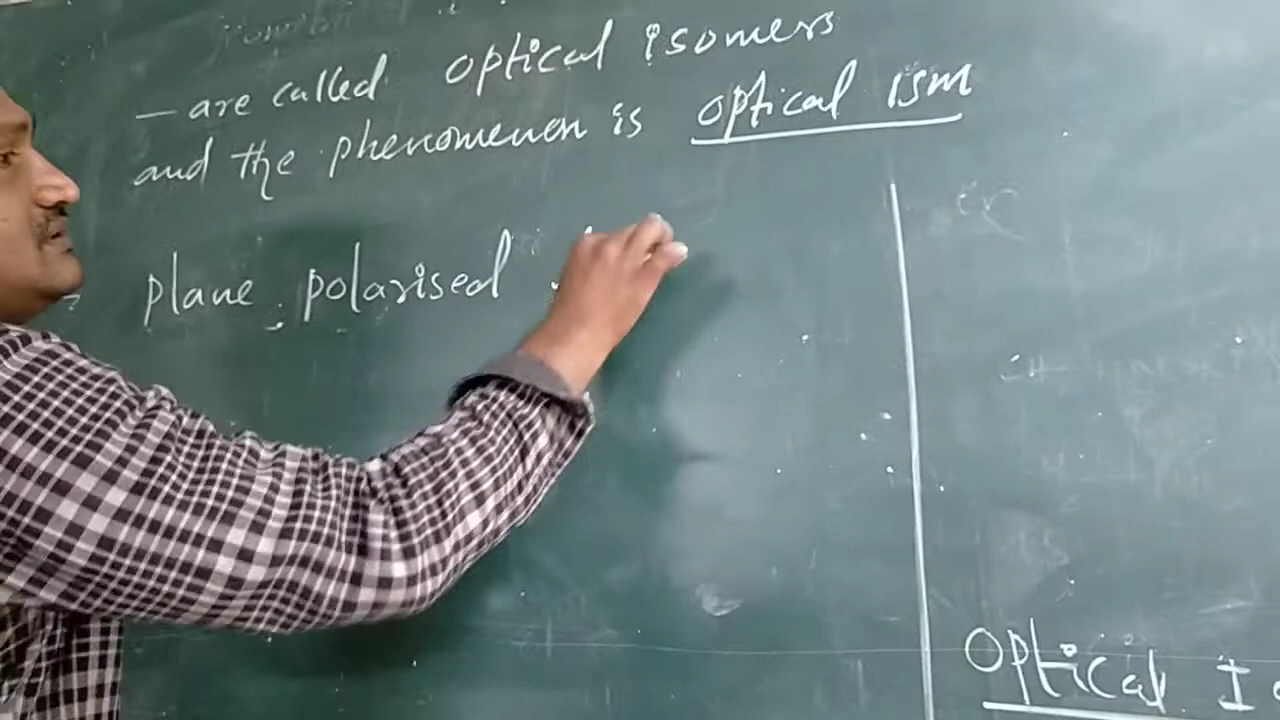 — are called optical isomers
and the phenomenon is optical ism
plane polarised
Optical I